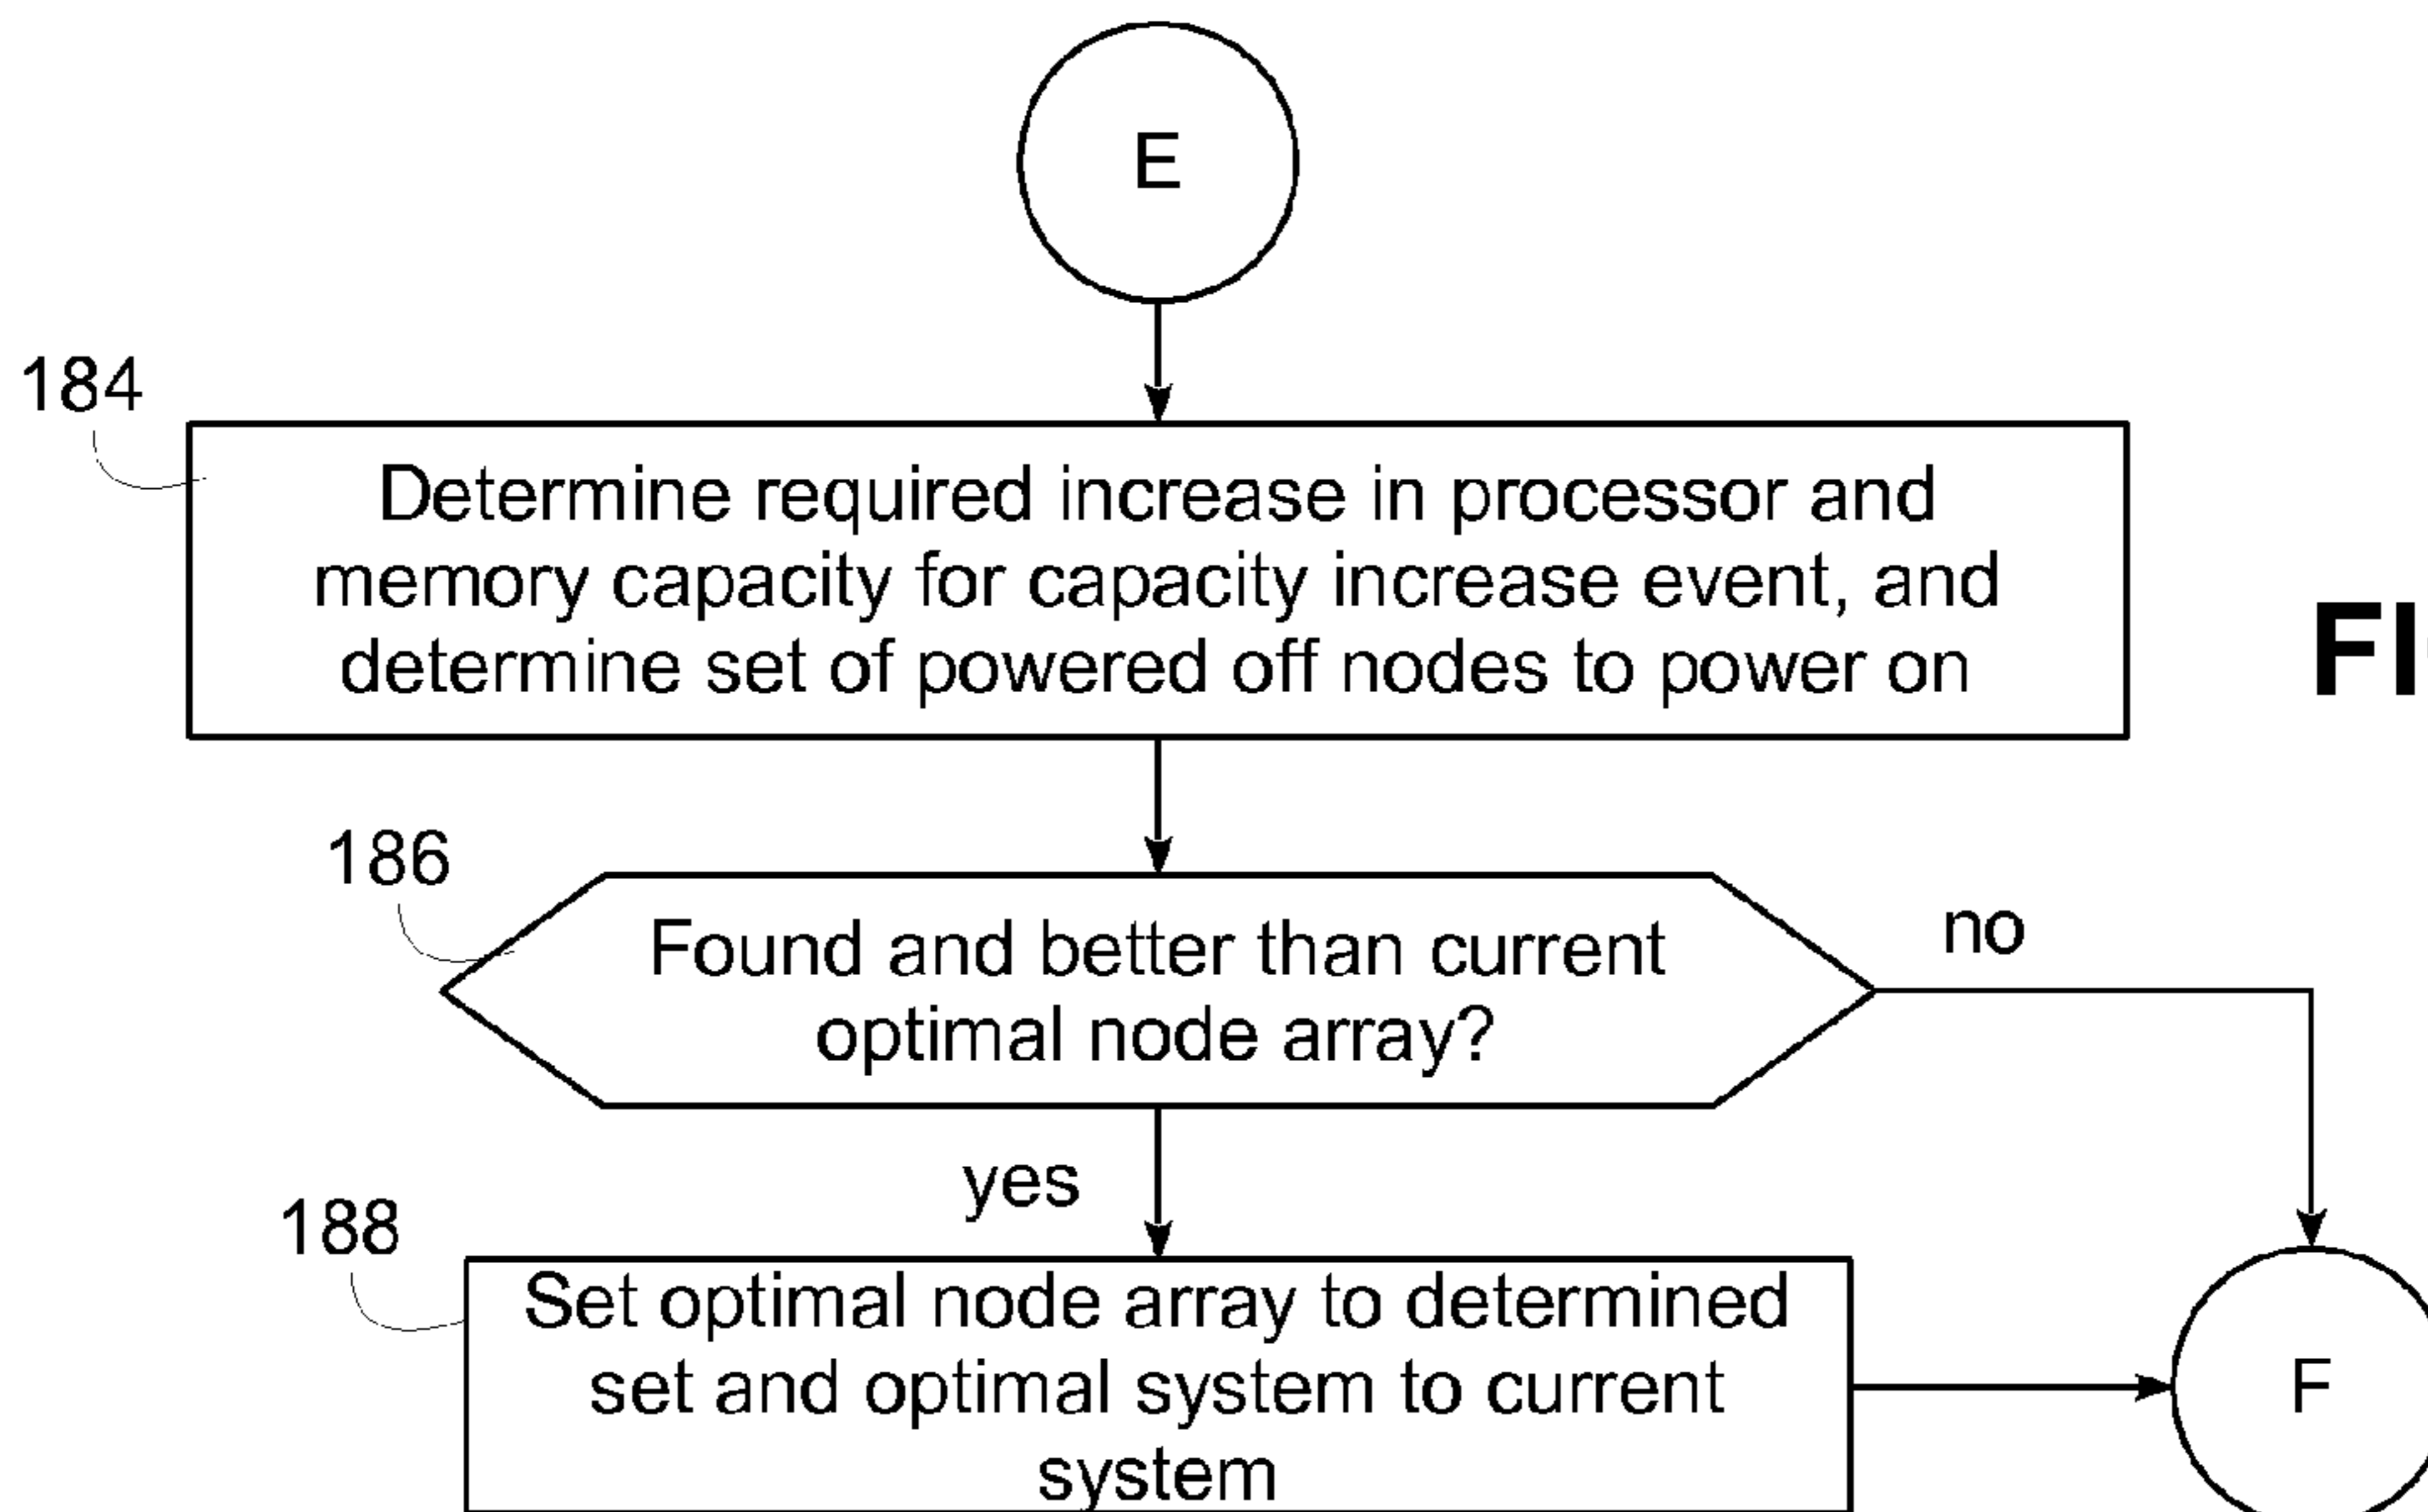 E
184
Determine required increase in processor and
memory capacity for capacity increase event, and
determine set of powered off nodes to power on
186
Found and better than current
optimal node array?
no
yes
188
Set optimal node array to determined
set and optimal system to current
system
F